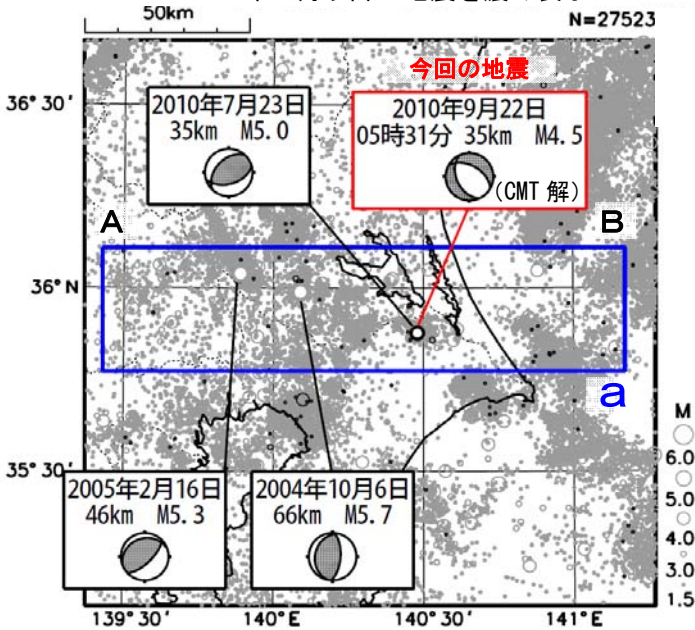 50km
N=27523
今回の地震
36°30′
2010年7月23日
35km M5.0
2010年9月22日
05時31分 35km M4.5
(CMT 解)
A
B
36°N
a
35°30′
2005年2月16日
46km M5.3
2004年10月6日
66km M5.7
M
6.0
5.0
4.0
3.0
1.5
139°30′
140°E
140°30′
141°E